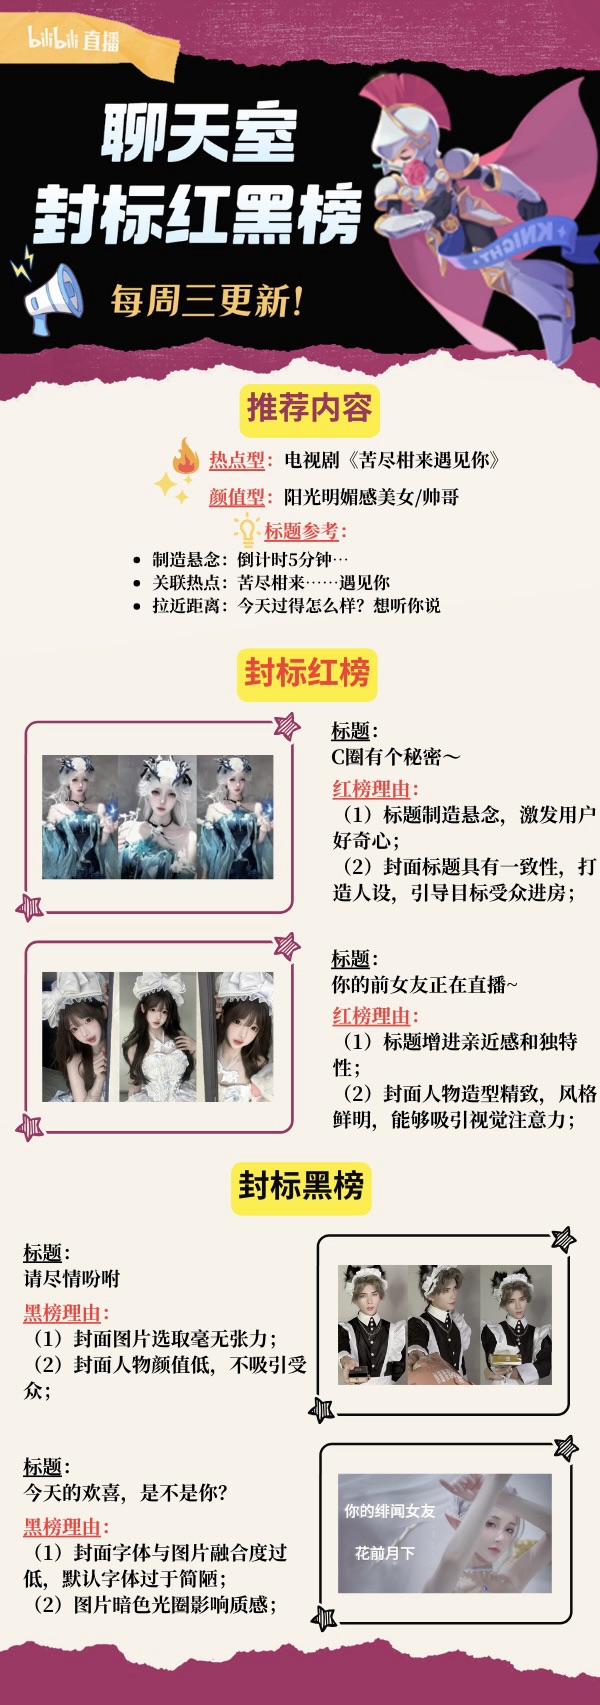 bilibili 直播
聊天室
封标红黑榜
每周三更新!
KNIGHT
推荐内容
热点型：电视剧《苦尽柑来遇见你》
颜值型：阳光明媚感美女/帅哥
标题参考：
• 制造悬念：倒计时5分钟…
• 关联热点：苦尽柑来……遇见你
• 拉近距离：今天过得怎么样？想听你说
封标红榜
标题：
C圈有个秘密～
红榜理由：
（1）标题制造悬念，激发用户
好奇心；
（2）封面标题具有一致性，打
造人设，引导目标受众进房；
标题：
你的前女友正在直播~
红榜理由：
（1）标题增进亲近感和独特
性；
（2）封面人物造型精致，风格
鲜明，能够吸引视觉注意力；
封标黑榜
标题：
请尽情吩咐
黑榜理由：
（1）封面图片选取毫无张力；
（2）封面人物颜值低，不吸引受
众；
标题：
今天的欢喜，是不是你？
黑榜理由：
（1）封面字体与图片融合度过
低，默认字体过于简陋；
（2）图片暗色光圈影响质感；
你的绯闻女友
花前月下